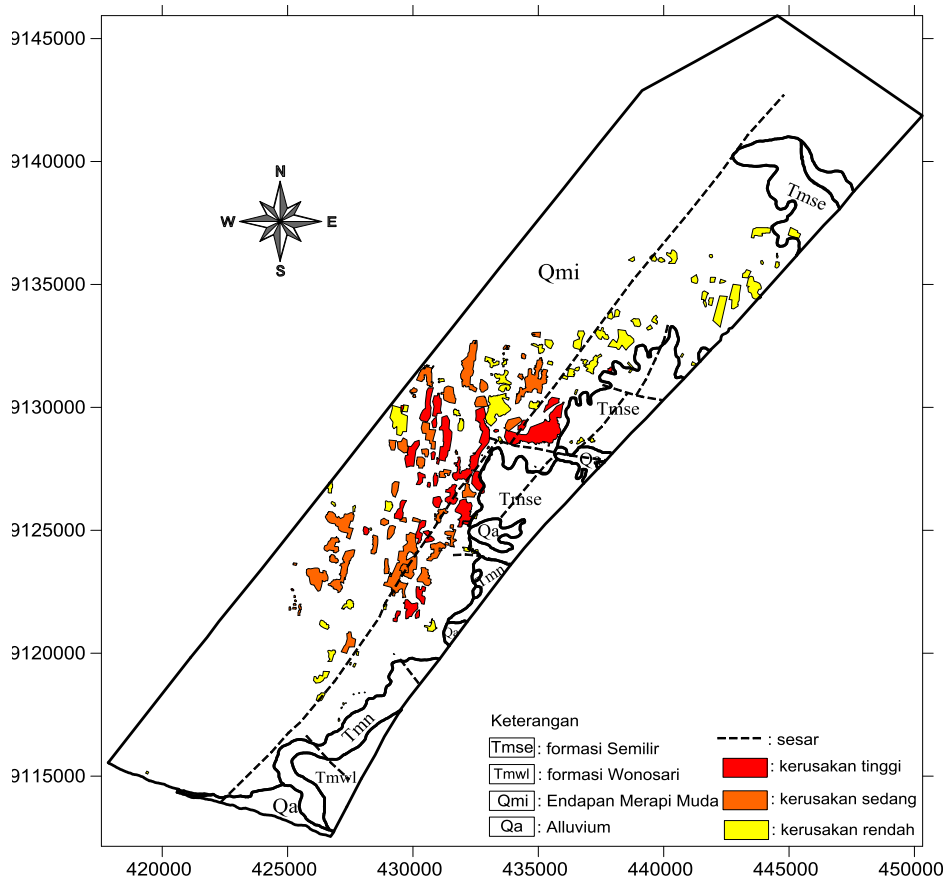 9145000
9140000
9135000
9130000
9125000
9120000
9115000
N
W E
S
Tmse
Qmi
Tmse
Qa
Tmse
Qa
Tmn
Qa
Tmn
Tmwl
Qa
Keterangan
Tmse : formasi Semilir
Tmwl : formasi Wonosari
Qmi : Endapan Merapi Muda
Qa : Alluvium
: sesar
: kerusakan tinggi
: kerusakan sedang
: kerusakan rendah
420000 425000 430000 435000 440000 445000 450000